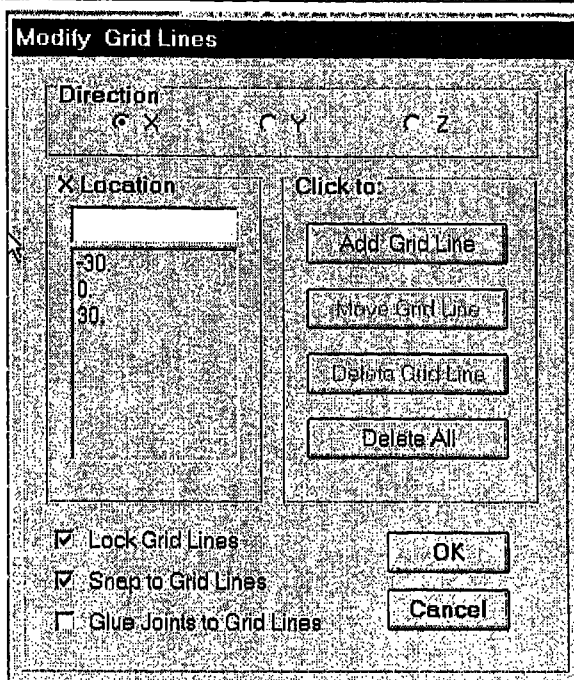 Modify Grid Lines
Direction
X Y Z
X Location
Click to:
-30
0.
30.
Add Grid Line
Move Grid Line
Delete Grid Line
Delete All
Lock Grid Lines
Snap to Grid Lines
Glue Joints to Grid Lines
OK
Cancel